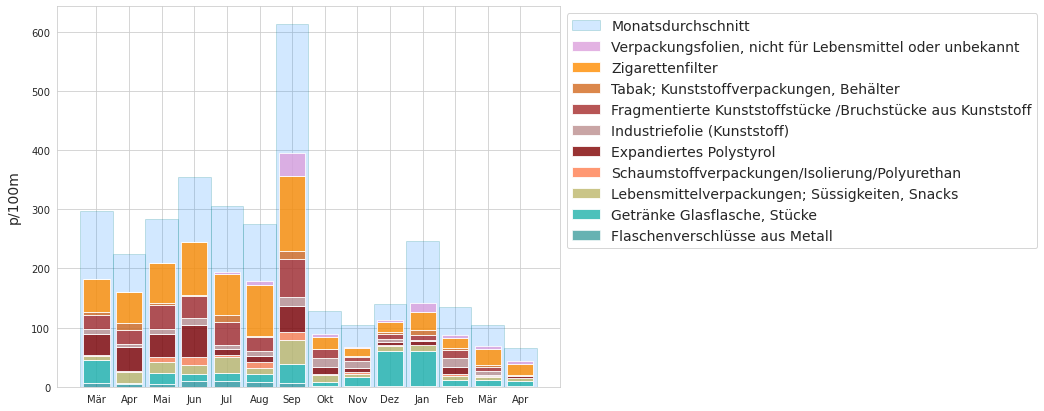 600
500
400
300
200
100
0
p/100m
Mär Apr Mai Jun Jul Aug Sep Okt Nov Dez Jan Feb Mär Apr
Monatsdurchschnitt
Verpackungsfolien, nicht für Lebensmittel oder unbekannt
Zigarettenfilter
Tabak; Kunststoffverpackungen, Behälter
Fragmentierte Kunststoffstücke /Bruchstücke aus Kunststoff
Industriefolie (Kunststoff)
Expandiertes Polystyrol
Schaumstoffverpackungen/Isolierung/Polyurethan
Lebensmittelverpackungen; Süssigkeiten, Snacks
Getränke Glasflasche, Stücke
Flaschenverschlüsse aus Metall